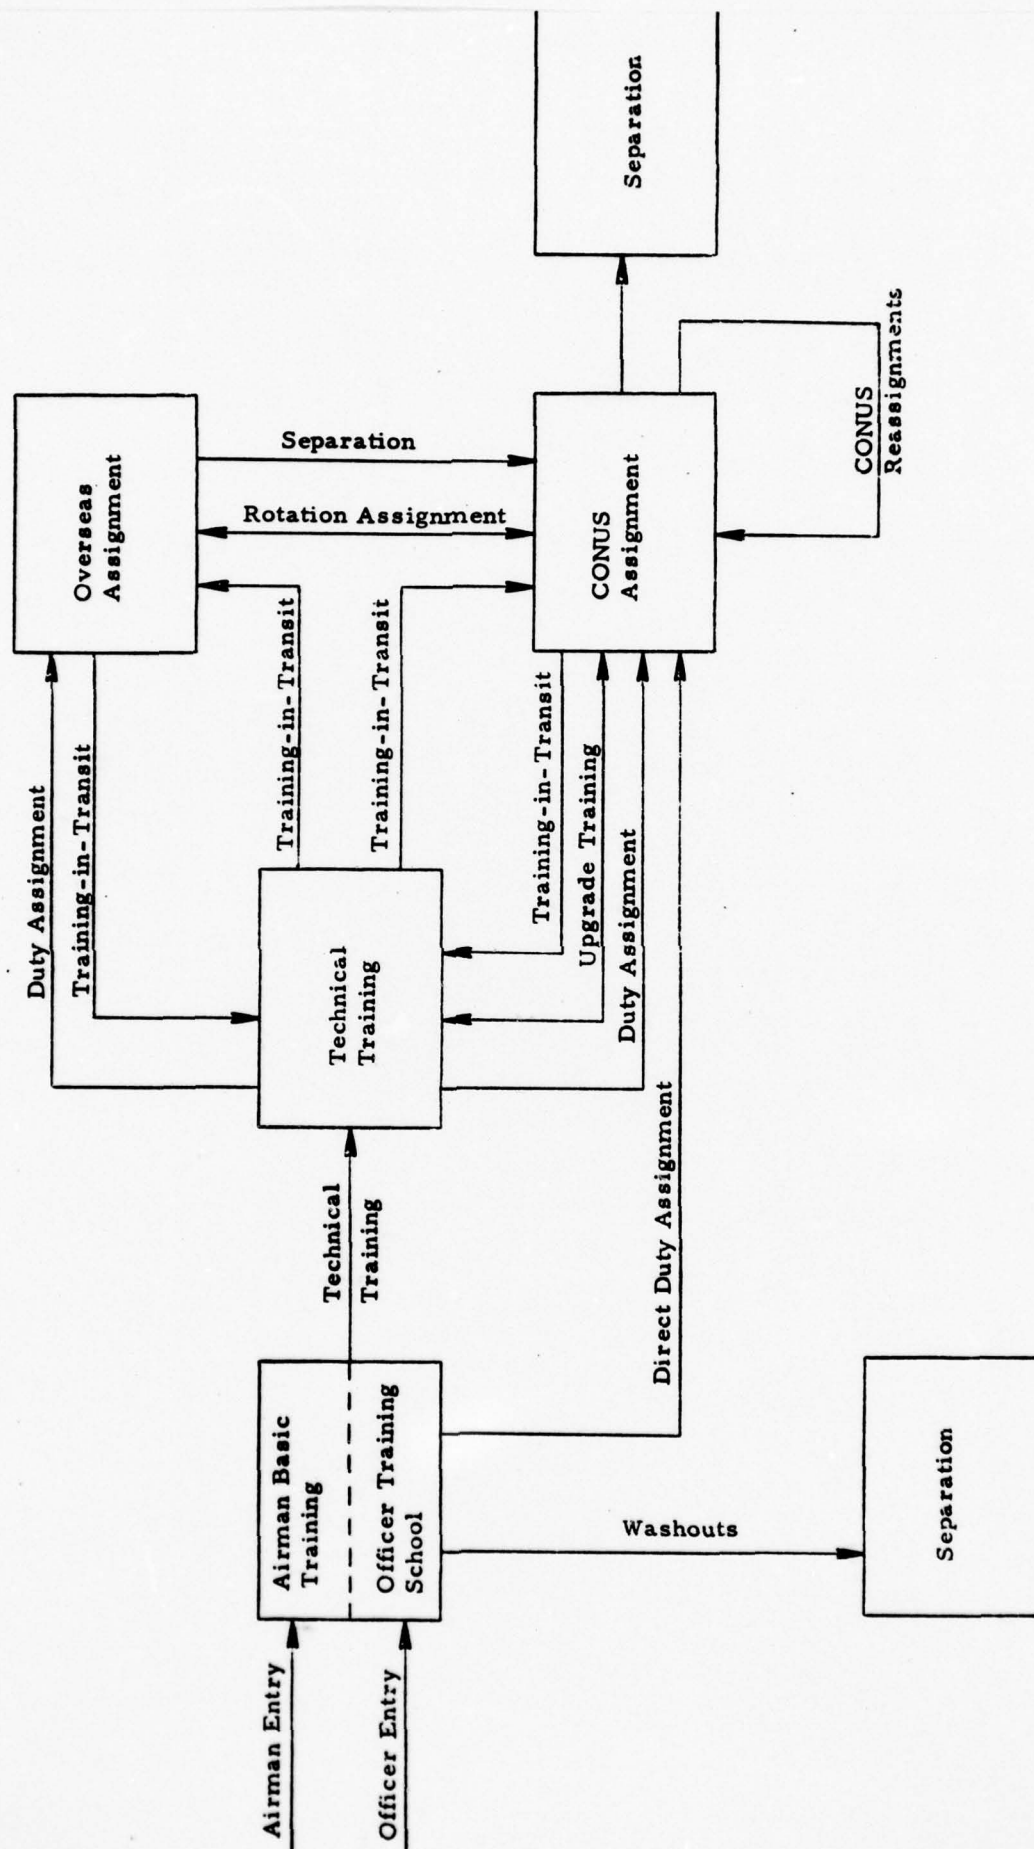 Airman Entry
Officer Entry
Airman Basic
Training
Officer Training
School
Washouts
Separation
Technical
Training
Direct Duty Assignment
Technical
Training
Duty Assignment
Training-in-Transit
Training-in-Transit
Training-in-Transit
Training-in-Transit
Upgrade Training
Duty Assignment
Overseas
Assignment
Separation
Rotation Assignment
CONUS
Assignment
CONUS
Reassignments
Separation